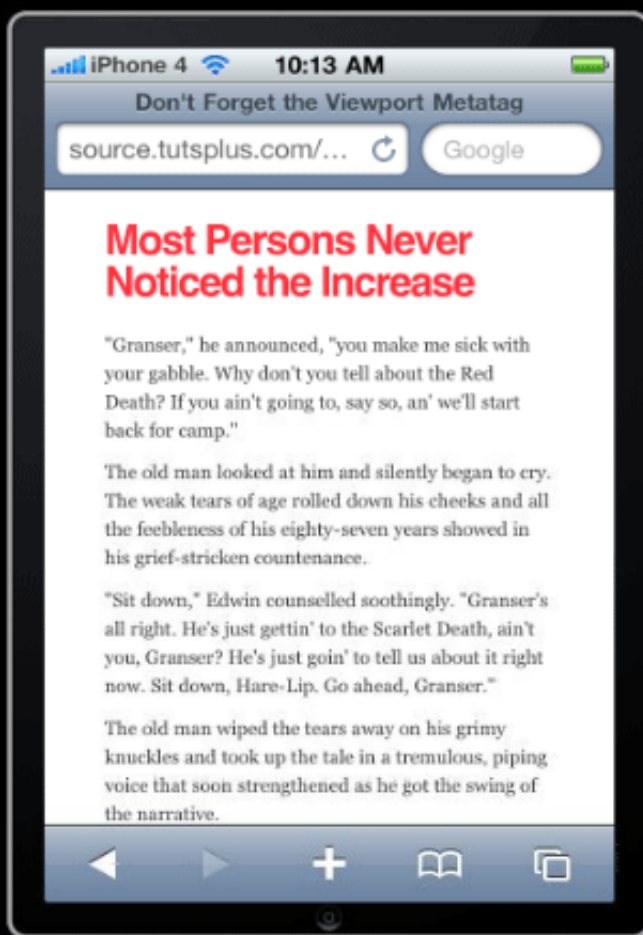 iPhone 4 10:13 AM
Don't Forget the Viewport Metatag
source.tutsplus.com/... Google
Most Persons Never
Noticed the Increase
"Granser," he announced, "you make me sick with
your gabble. Why don't you tell about the Red
Death? If you ain't going to, say so, an' we'll start
back for camp."
The old man looked at him and silently began to cry.
The weak tears of age rolled down his cheeks and all
the feebleness of his eighty-seven years showed in
his grief-stricken countenance.
"Sit down," Edwin counselled soothingly. "Granser's
all right. He's just gettin' to the Scarlet Death, ain't
you, Granser? He's just goin' to tell us about it right
now. Sit down, Hare-Lip. Go ahead, Granser."
The old man wiped the tears away on his grimy
knuckles and took up the tale in a tremulous, piping
voice that soon strengthened as he got the swing of
the narrative.